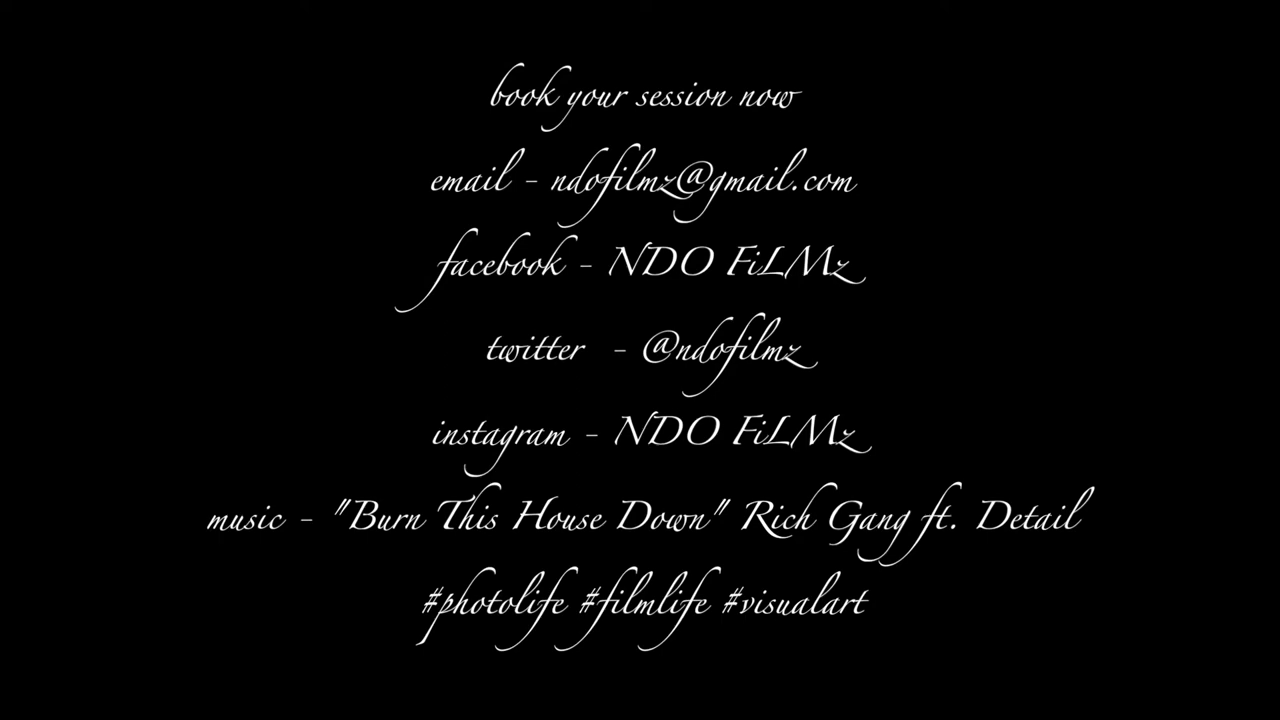 book your session now
email - ndofilmz@gmail.com
facebook - NDO FiLMz
twitter - @ndofilmz
instagram - NDO FiLMz
music - "Burn This House Down" Rich Gang ft. Detail
#photolife #filmlife #visualart